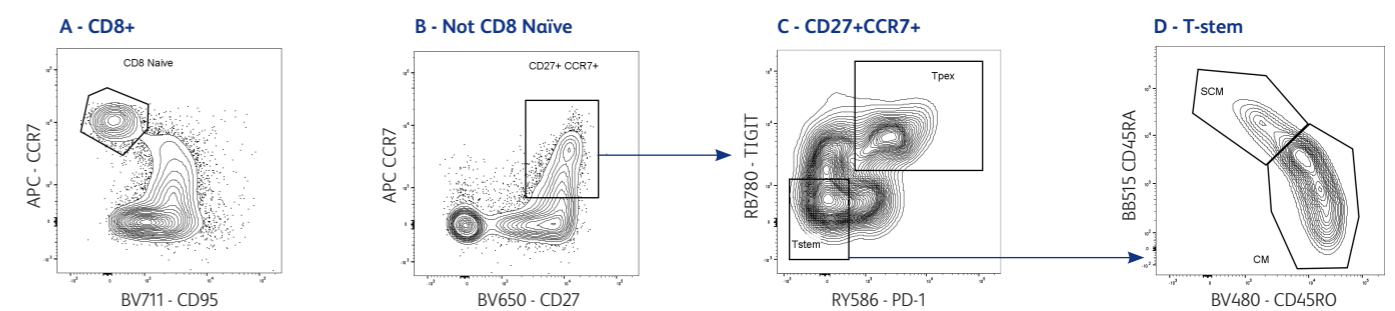 A - CD8+
B - Not CD8 Naïve
C - CD27+CCR7+
D - T-stem
CD8 Naive
CD27+ CCR7+
Tpex
Tstem
SCM
CM
APC - CCR7
BV711 - CD95
APC CCR7
BV650 - CD27
RB780 - TIGIT
RY586 - PD-1
BB515 CD45RA
BV480 - CD45RO